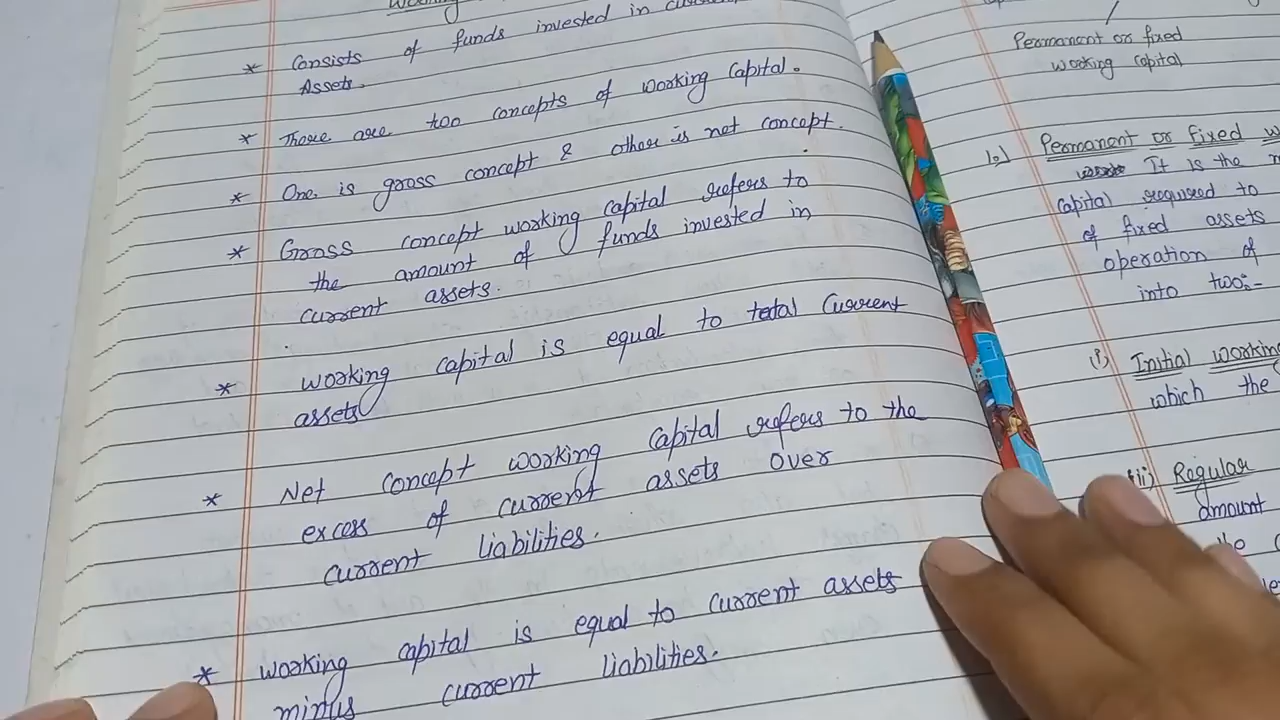 Working
* Consists of funds invested in
Assets.
* There are two concepts of working Capital.
* One is gross concept & other is net concept.
* Gross concept working capital refers to
the amount of funds invested in
current assets.
* working capital is equal to total Current
assets
* Net concept working capital refers to the
excess of current assets over
current liabilities.
* working capital is equal to current assets
minus current liabilities.
Permanent or fixed
working capital
1.) Permanent or fixed
It is the
capital required to
of fixed assets
operation of
into two:-
(i) Initial working
which the
(ii) Regular
amount
the